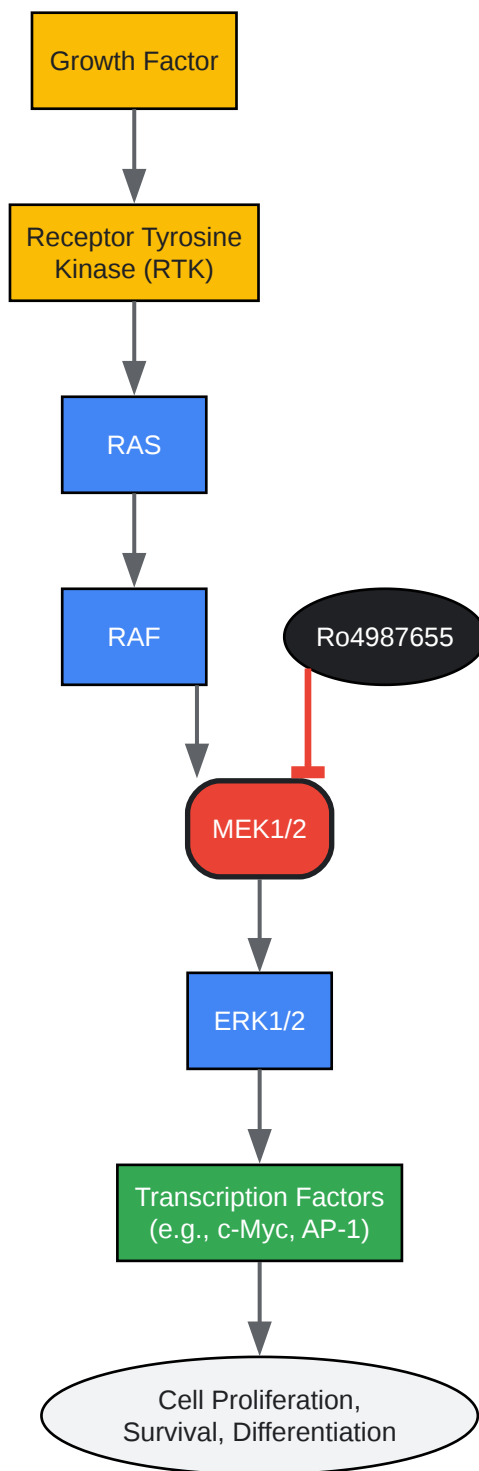 Growth Factor
Receptor Tyrosine
Kinase (RTK)
RAS
RAF
Ro4987655
MEK1/2
ERK1/2
Transcription Factors
(e.g., c-Myc, AP-1)
Cell Proliferation,
Survival, Differentiation